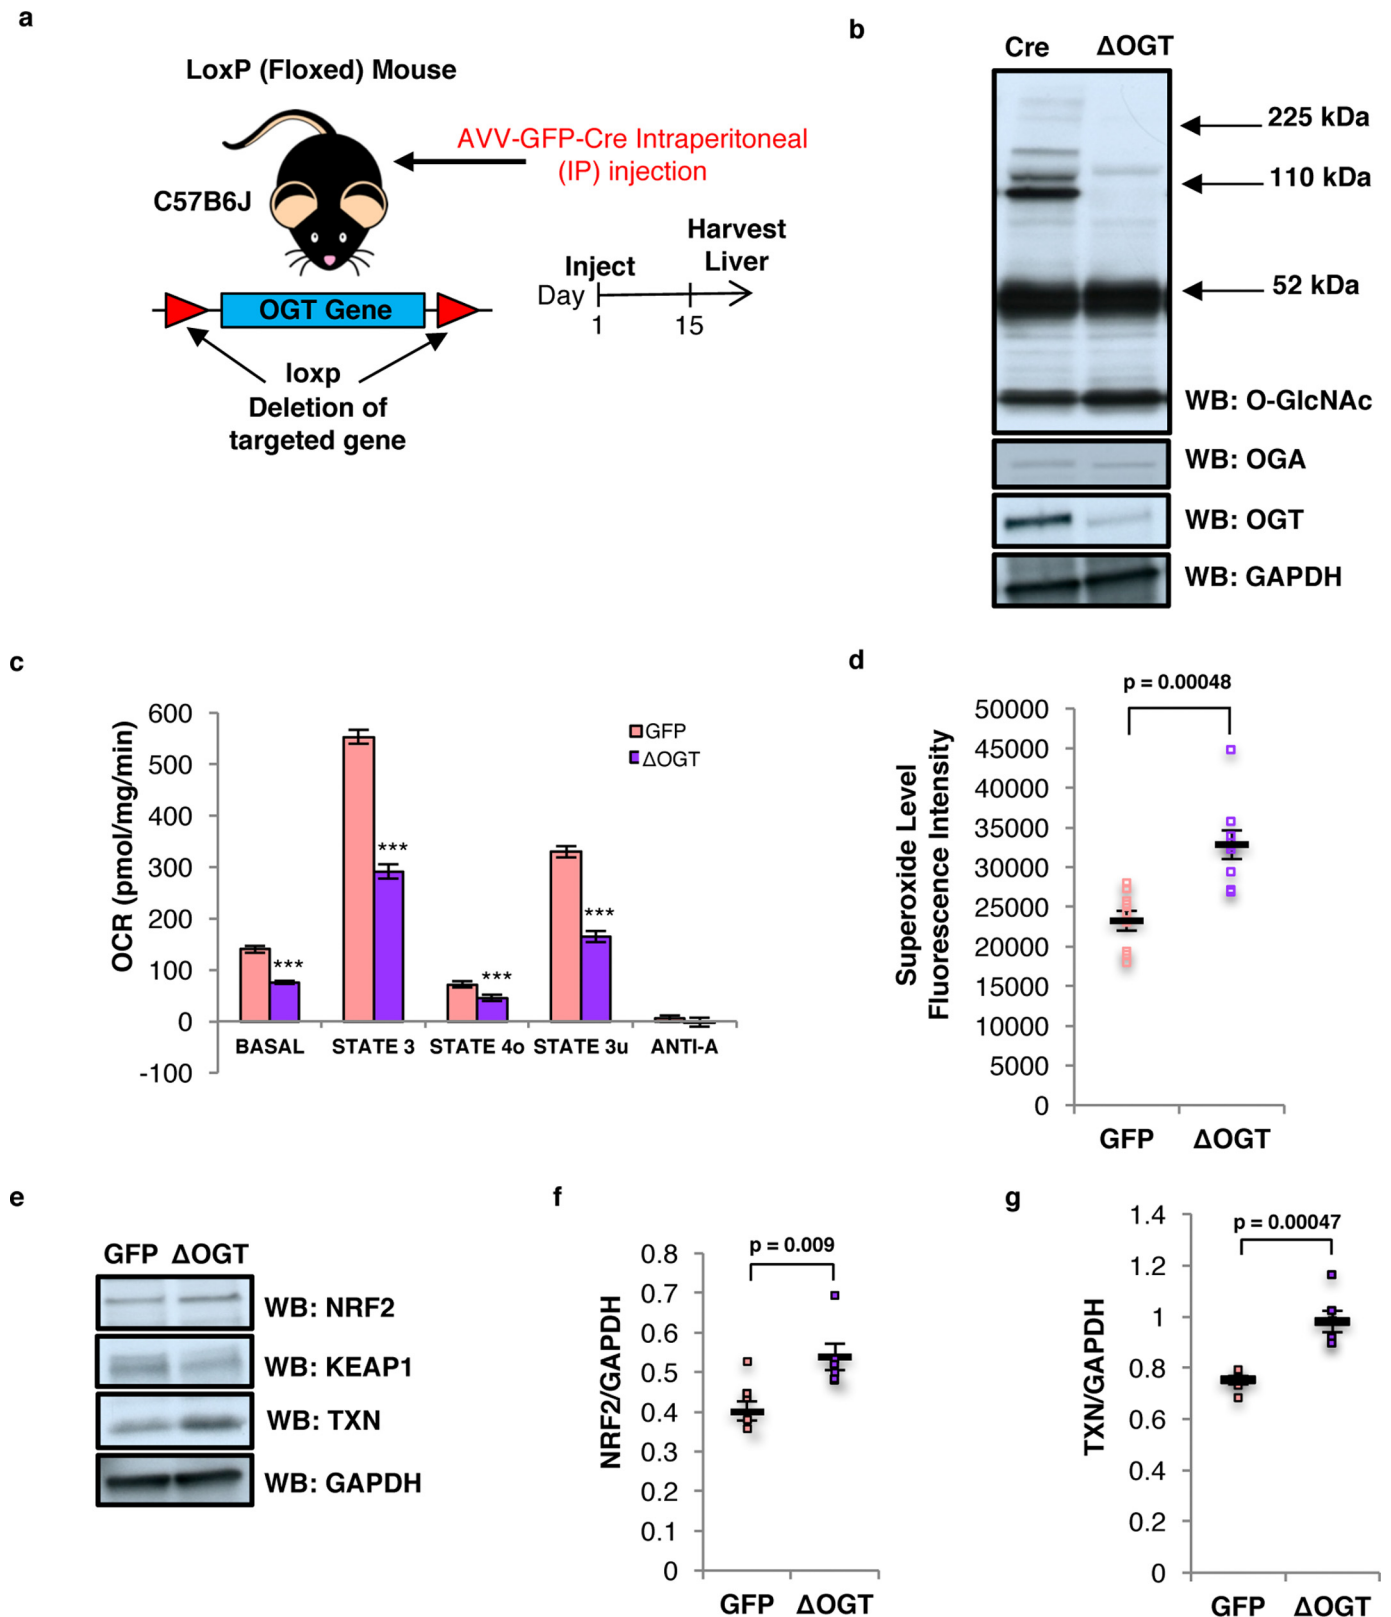 a
LoxP (Floxed) Mouse
AVV-GFP-Cre Intraperitoneal
(IP) injection
C57B6J
Harvest
Liver
Inject
Day
1
15
OGT Gene
loxp
Deletion of
targeted gene
b
Cre ΔOGT
225 kDa
110 kDa
52 kDa
WB: O-GlcNAc
WB: OGA
WB: OGT
WB: GAPDH
c
OCR (pmol/mg/min)
600
500
400
300
200
100
0
-100
GFP
ΔOGT
***
***
***
***
BASAL STATE 3 STATE 4o STATE 3u ANTI-A
d
p = 0.00048
Superoxide Level
Fluorescence Intensity
50000
45000
40000
35000
30000
25000
20000
15000
10000
5000
0
GFP ΔOGT
e
GFP ΔOGT
WB: NRF2
WB: KEAP1
WB: TXN
WB: GAPDH
f
p = 0.009
NRF2/GAPDH
0.8
0.7
0.6
0.5
0.4
0.3
0.2
0.1
0
GFP ΔOGT
g
p = 0.00047
TXN/GAPDH
1.4
1.2
1
0.8
0.6
0.4
0.2
0
GFP ΔOGT